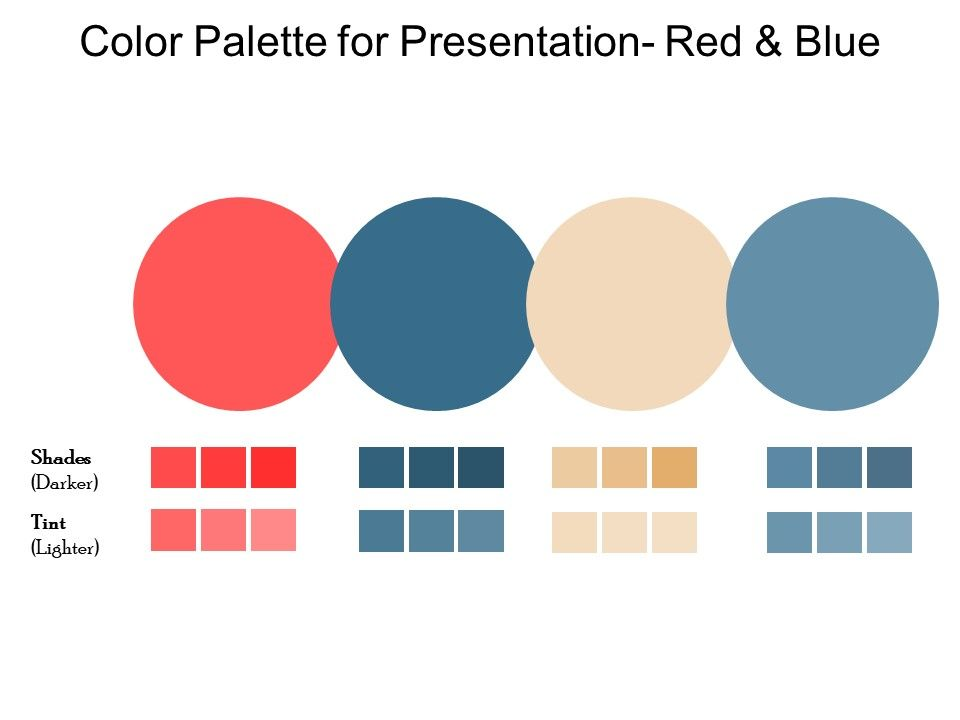 Color Palette for Presentation- Red & Blue
Shades
(Darker)
Tint
(Lighter)